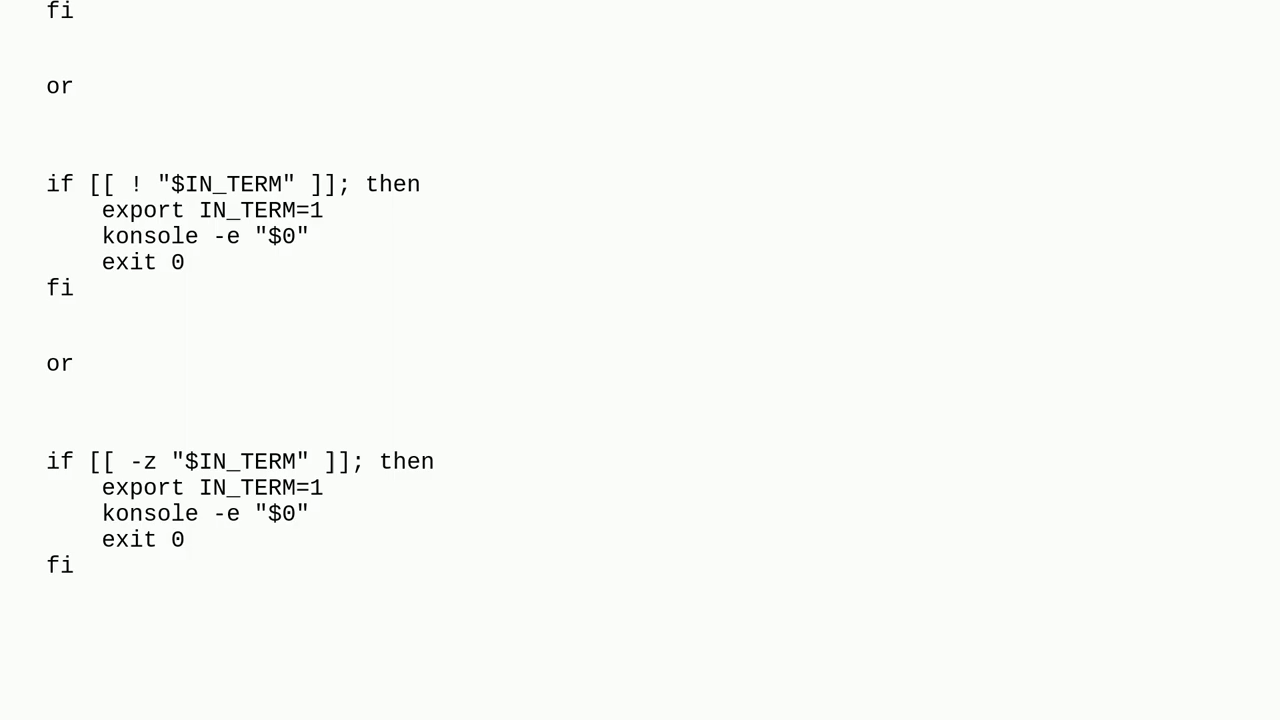 fi
or
if [[ ! "$IN_TERM" ]]; then
    export IN_TERM=1
    konsole -e "$0"
    exit 0
fi
or
if [[ -z "$IN_TERM" ]]; then
    export IN_TERM=1
    konsole -e "$0"
    exit 0
fi